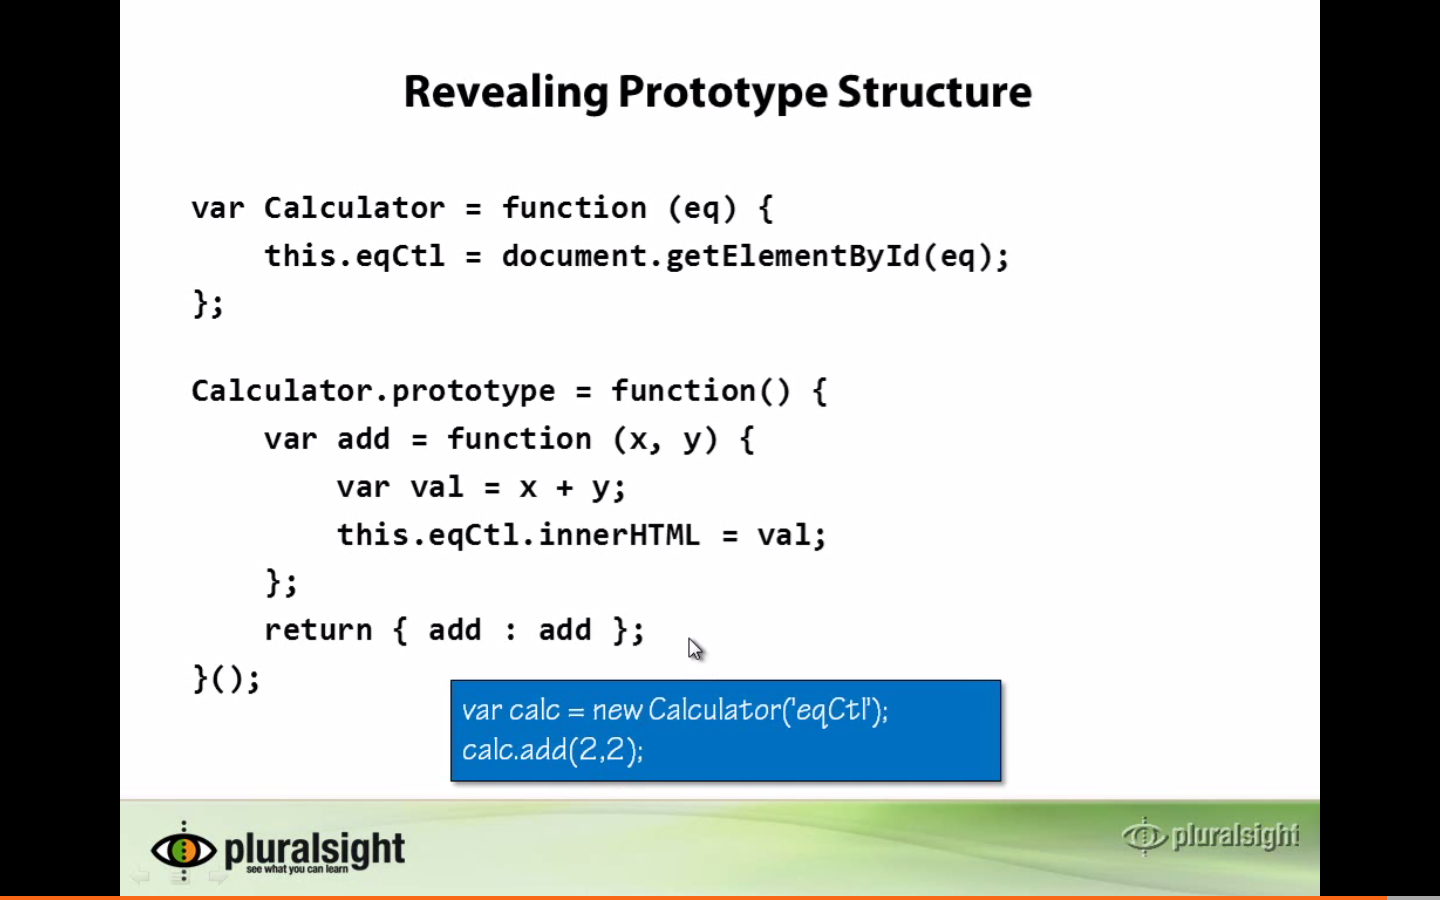 Revealing Prototype Structure
var Calculator = function (eq) {
    this.eqCtl = document.getElementById(eq);
};
Calculator.prototype = function() {
    var add = function (x, y) {
        var val = x + y;
        this.eqCtl.innerHTML = val;
    };
    return { add : add };
}();
var calc = new Calculator('eqCtl');
calc.add(2,2);
pluralsight
see what you can learn
pluralsight